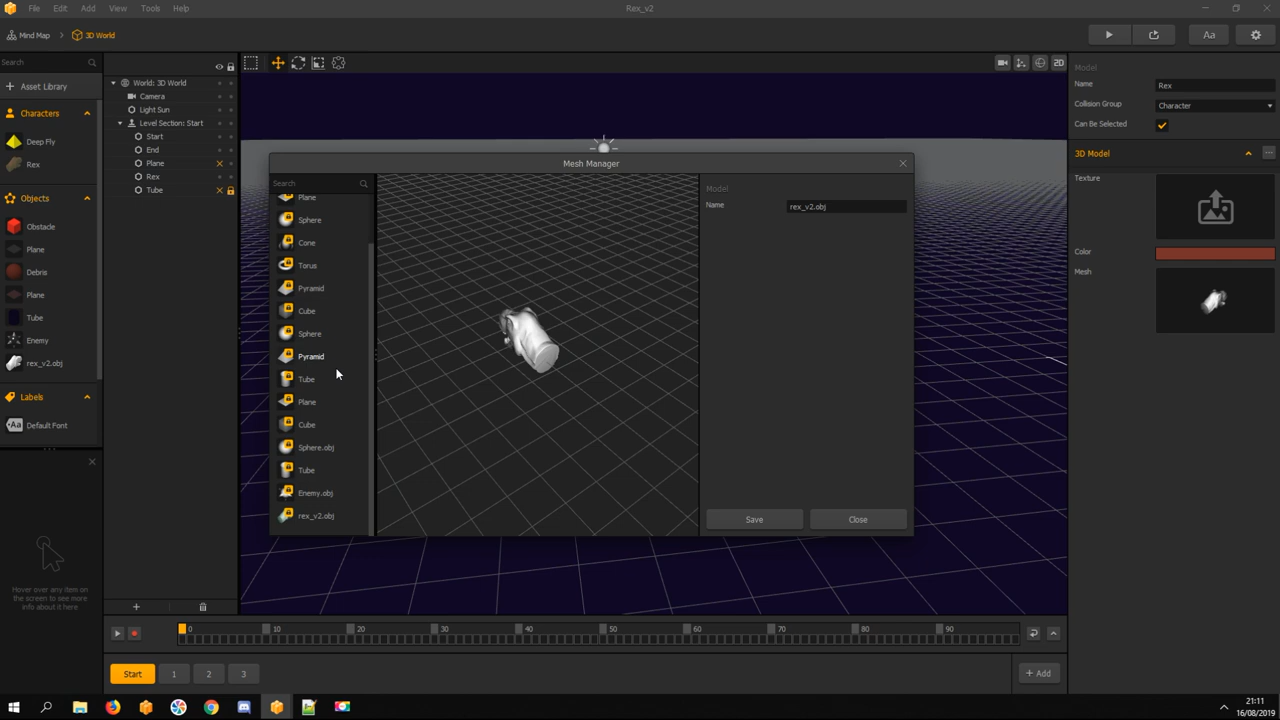 File Edit Add View Tools Help
Rex_v2
Mind Map
3D World
Aa
Search
Asset Library
Characters
Deep Fly
Rex
Objects
Obstacle
Plane
Debris
Plane
Tube
Enemy
rex_v2.obj
Labels
Aa Default Font
Hover over any item on
the screen to see more
info about it here
World: 3D World
Camera
Light Sun
Level Section: Start
Start
End
Plane
Rex
Tube
2D
Mesh Manager
Search
Plane
Sphere
Cone
Torus
Pyramid
Cube
Sphere
Pyramid
Tube
Plane
Cube
Sphere.obj
Tube
Enemy.obj
rex_v2.obj
Model
Name rex_v2.obj
Save Close
Model
Name Rex
Collision Group Character
Can Be Selected
3D Model
Texture
Color
Mesh
0 10 20 30 40 50 60 70 80 90
Start 1 2 3
+ Add
21:11
16/08/2019